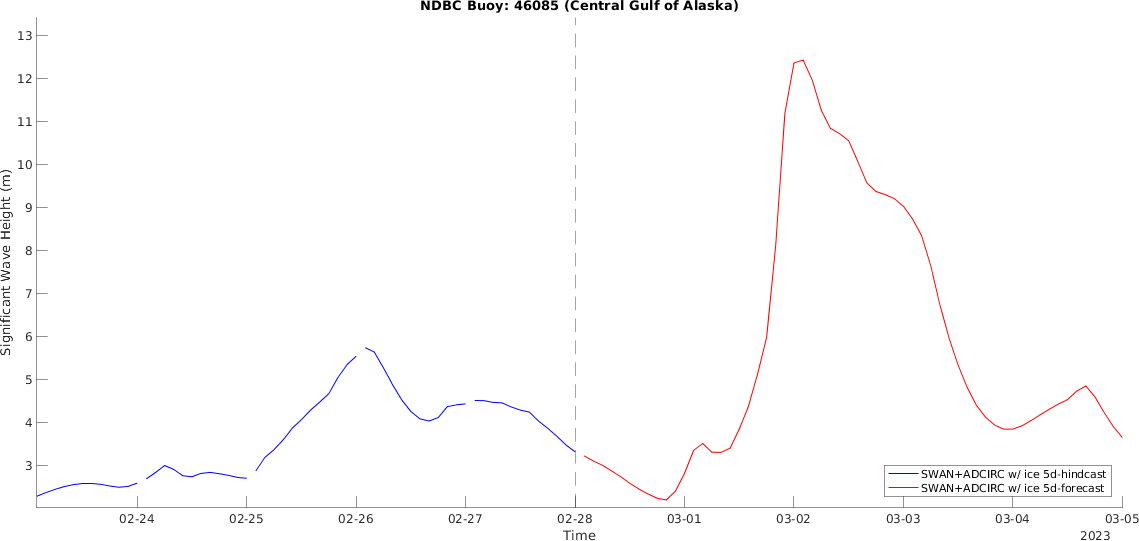 NDBC Buoy: 46085 (Central Gulf of Alaska)
13
12
11
10
9
8
7
6
5
4
3
Significant Wave Height (m)
SWAN+ADCIRC w/ ice 5d-hindcast
SWAN+ADCIRC w/ ice 5d-forecast
02-24 02-25 02-26 02-27 02-28 03-01 03-02 03-03 03-04 03-05
Time
2023